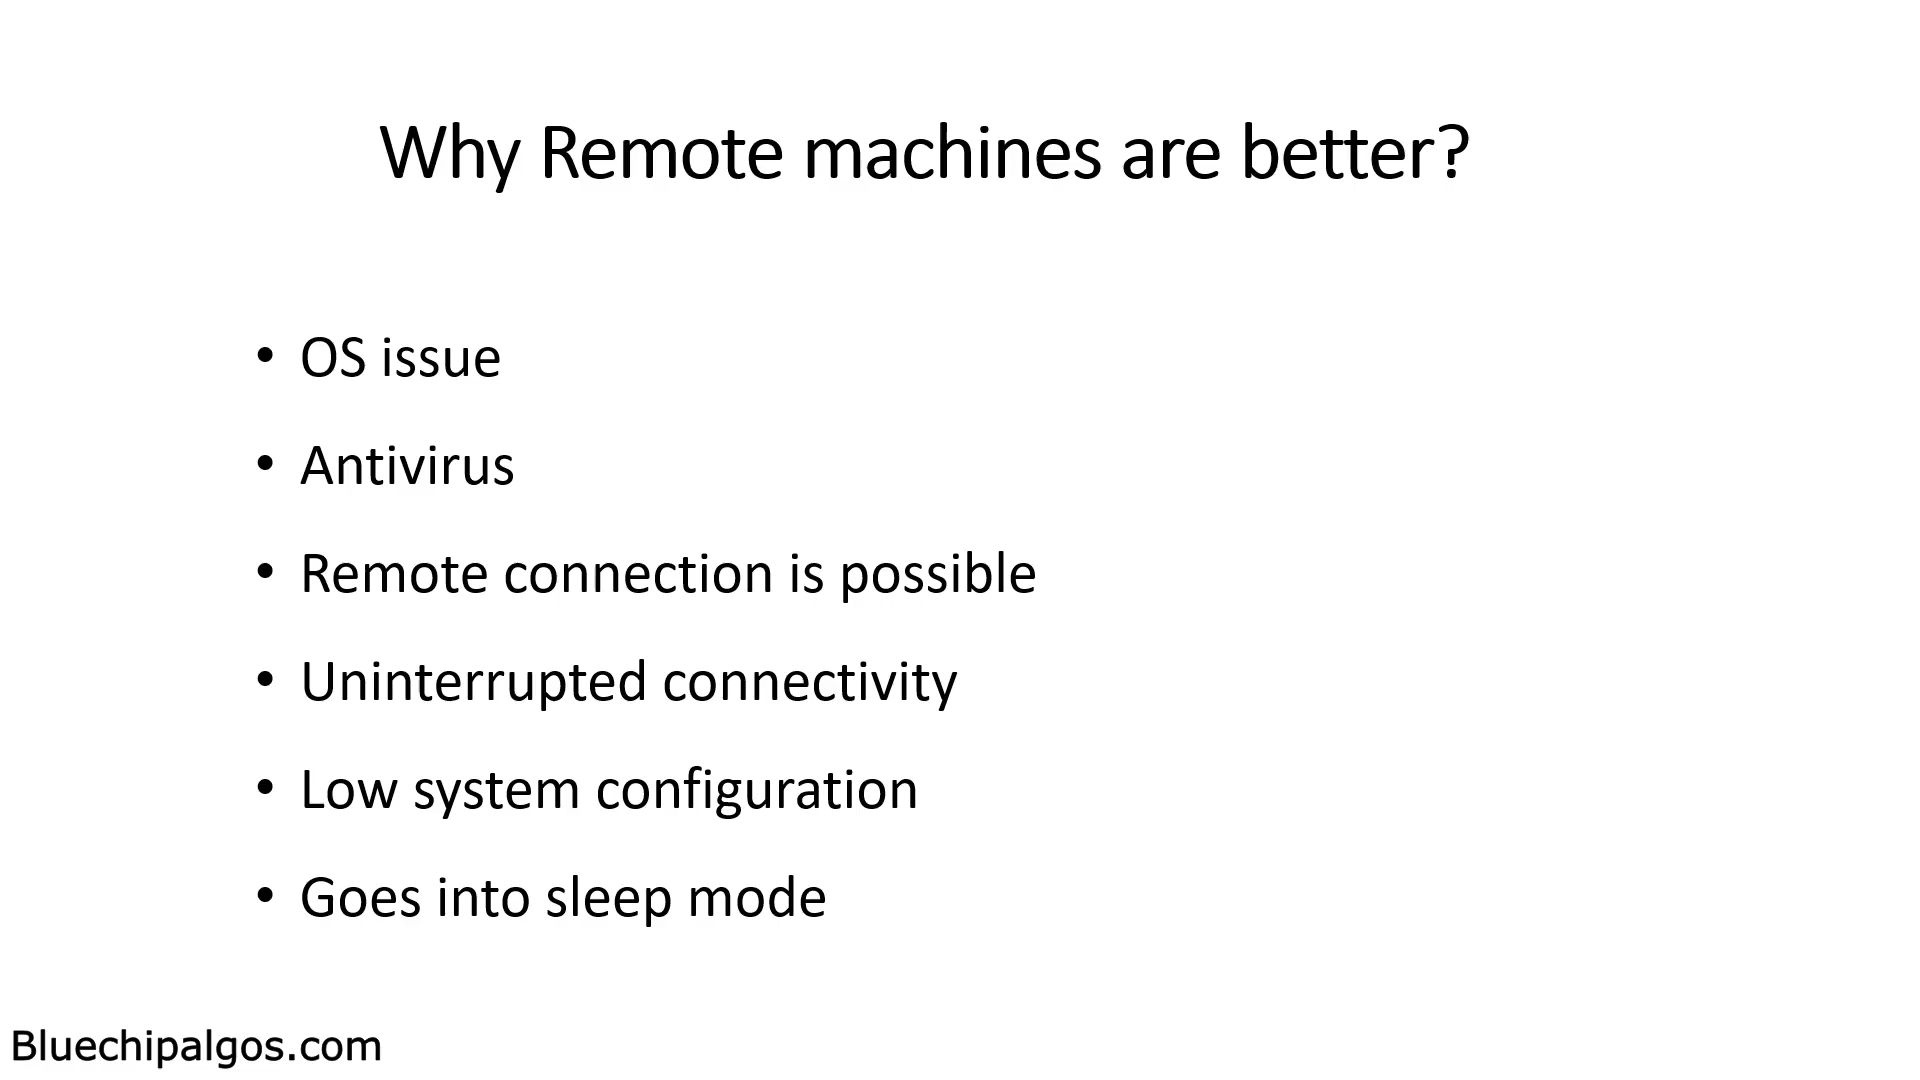 Why Remote machines are better?
• OS issue
• Antivirus
• Remote connection is possible
• Uninterrupted connectivity
• Low system configuration
• Goes into sleep mode
Bluechipalgos.com